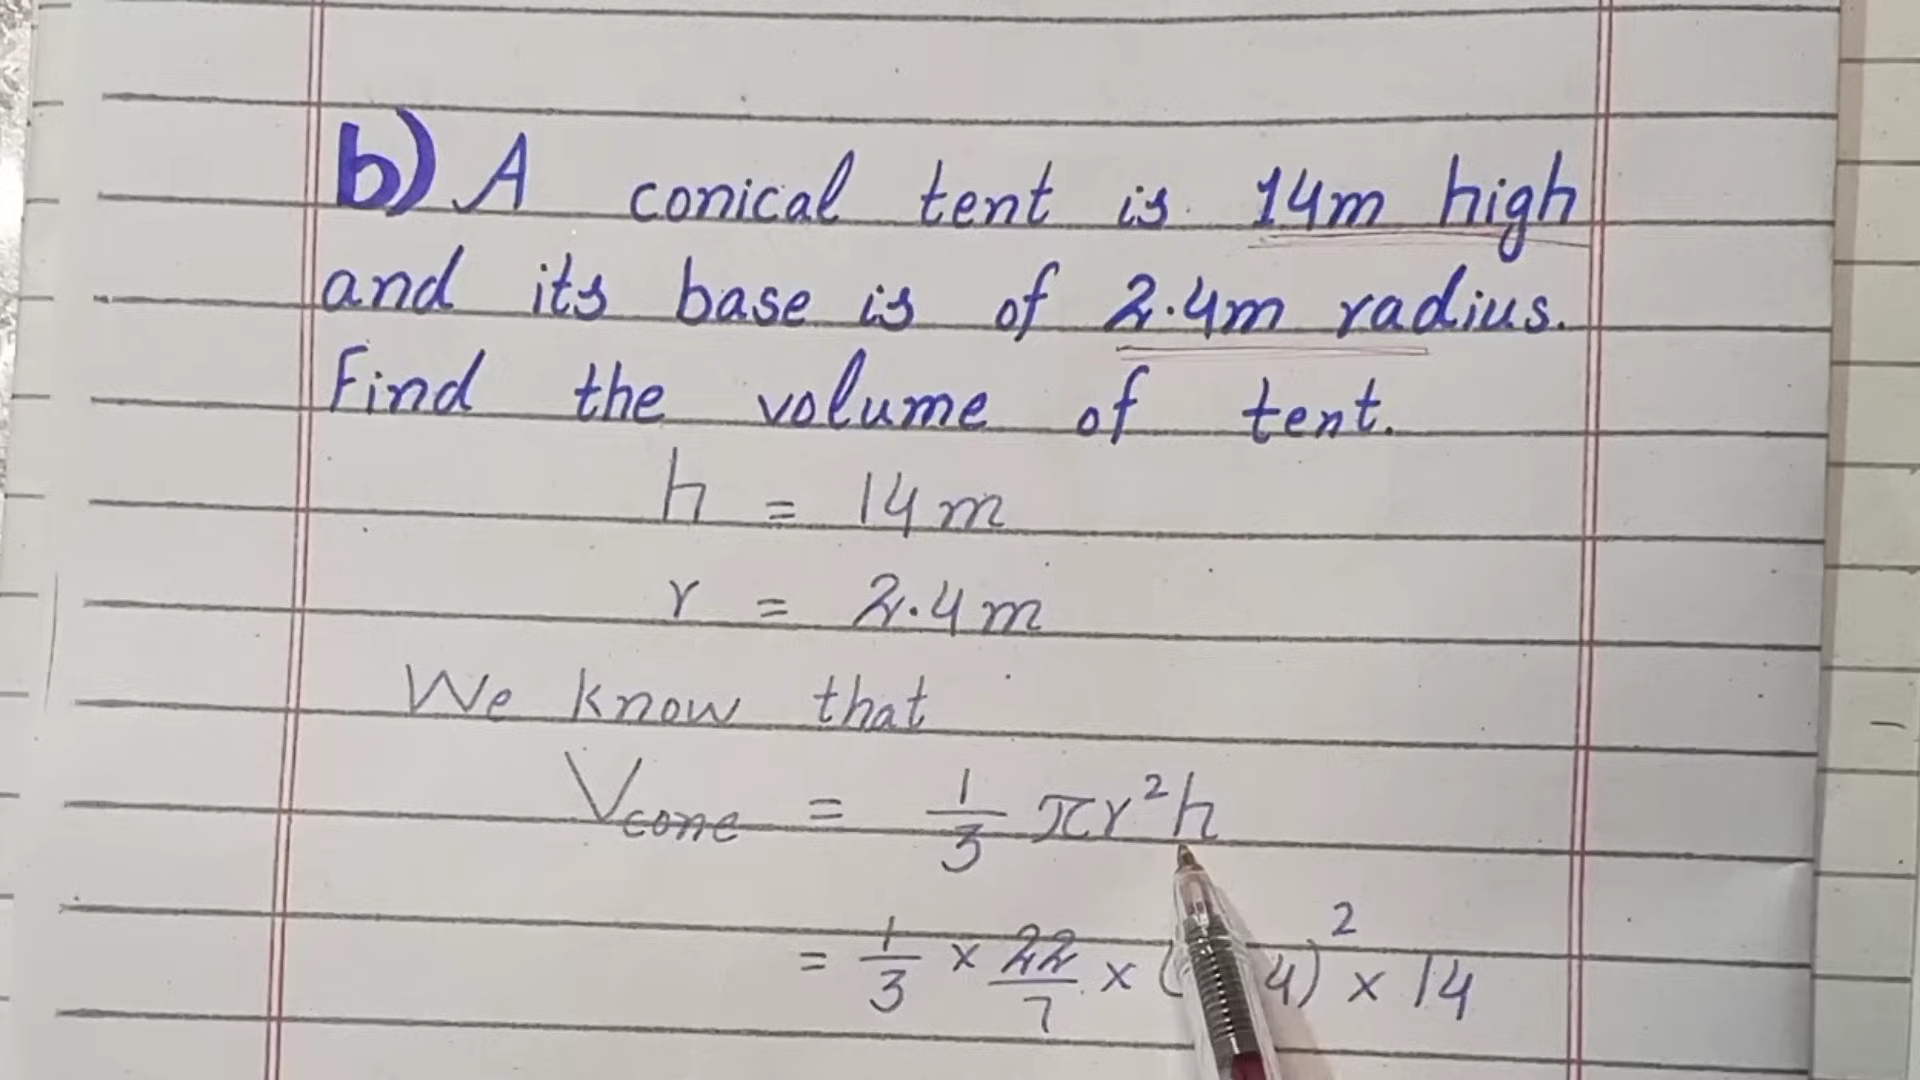 b) A conical tent is 14m high
and its base is of 2.4m radius.
Find the volume of tent.
h = 14m
r = 2.4m
We know that
Vcone = 1/3 πr²h
= 1/3 × 22/7 × ( 4)² × 14